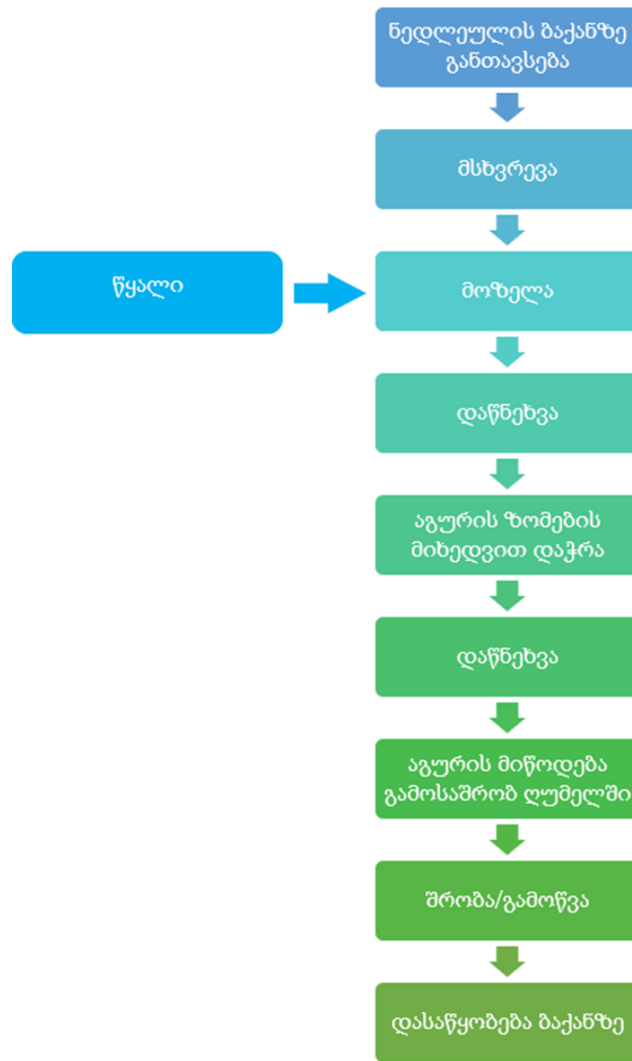 ნედლეულის ბაქანზე
განთავსება
მსხვრევა
წყალი
მოზელა
დაწნეხვა
აგურის ზომების
მიხედვით დაჭრა
დაწნეხვა
აგურის მიწოდება
გამოსაშრობ ღუმელში
შრობა/გამოწვა
დასაწყობება ბაქანზე